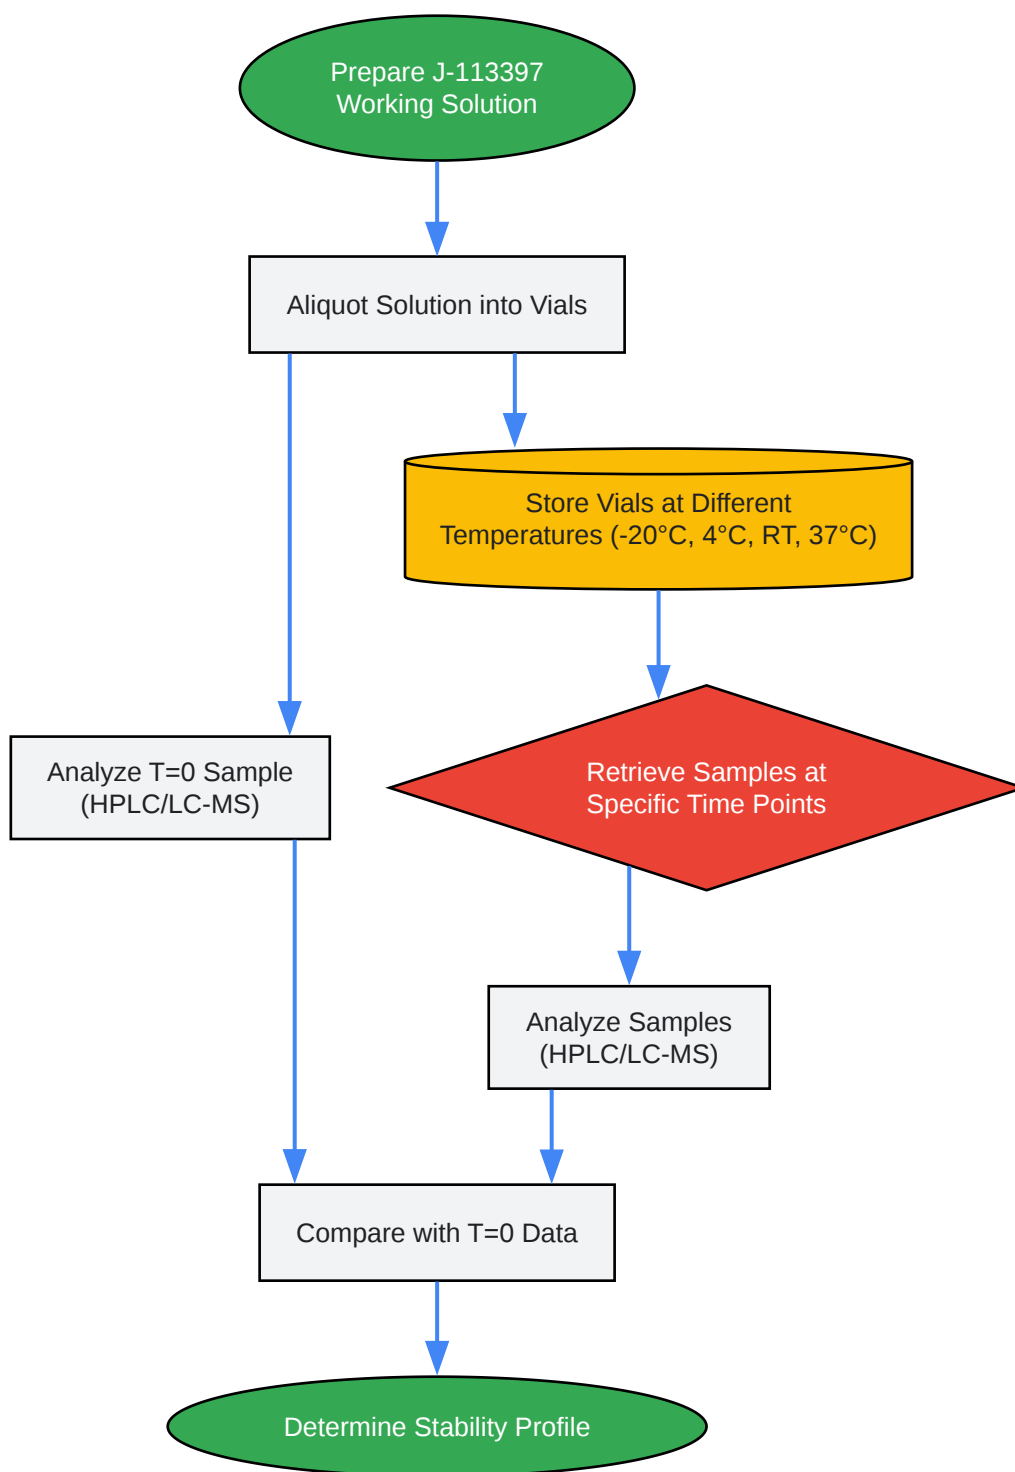 Prepare J-113397
Working Solution
Aliquot Solution into Vials
Store Vials at Different
Temperatures (-20°C, 4°C, RT, 37°C)
Analyze T=0 Sample
(HPLC/LC-MS)
Retrieve Samples at
Specific Time Points
Analyze Samples
(HPLC/LC-MS)
Compare with T=0 Data
Determine Stability Profile